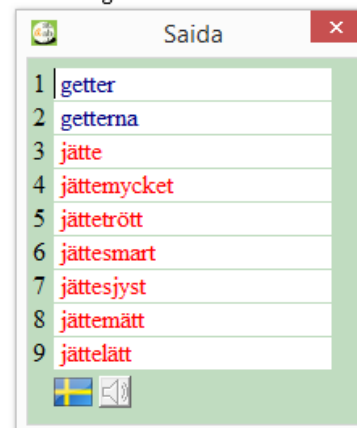 Saida
1 getter
2 getterna
3 jätte
4 jättemycket
5 jättetrött
6 jättesmart
7 jättesjyst
8 jättemätt
9 jättelätt